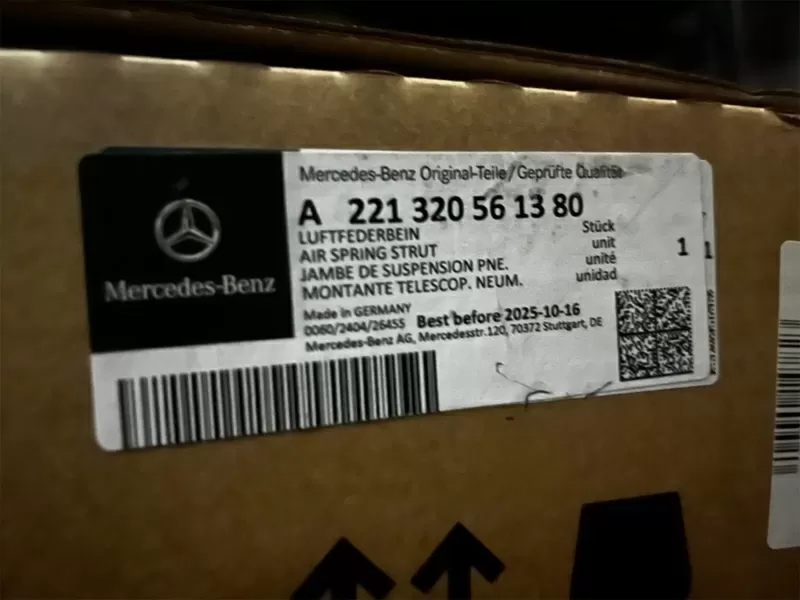 Mercedes-Benz Original-Teile/Geprüfte Qualität
A 221 320 56 13 80
LUFTFEDERBEIN
AIR SPRING STRUT
JAMBE DE SUSPENSION PNE.
MONTANTE TELESCOP. NEUM.
Stück
unit
unité
unidad
1
1
Made in GERMANY
0060/2404/26455 Best before 2025-10-16
Mercedes-Benz AG, Mercedesstr.120, 70372 Stuttgart, DE
Mercedes-Benz